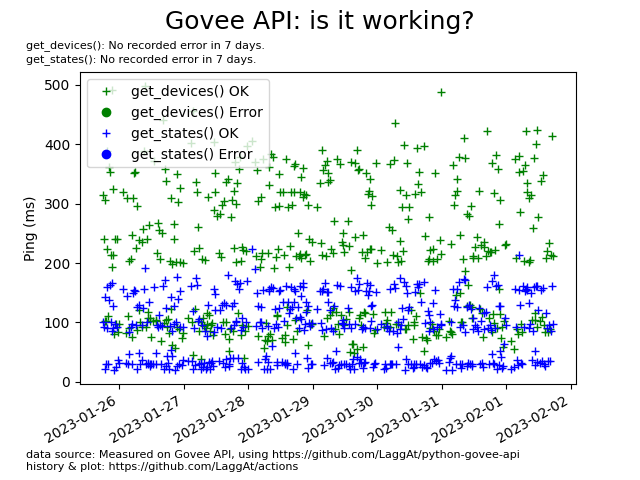 Govee API: is it working?
get_devices(): No recorded error in 7 days.
get_states(): No recorded error in 7 days.
500
400
300
200
100
0
Ping (ms)
get_devices() OK
get_devices() Error
get_states() OK
get_states() Error
2023-01-26
2023-01-27
2023-01-28
2023-01-29
2023-01-30
2023-01-31
2023-02-01
2023-02-02
data source: Measured on Govee API, using https://github.com/LaggAt/python-govee-api
history & plot: https://github.com/LaggAt/actions